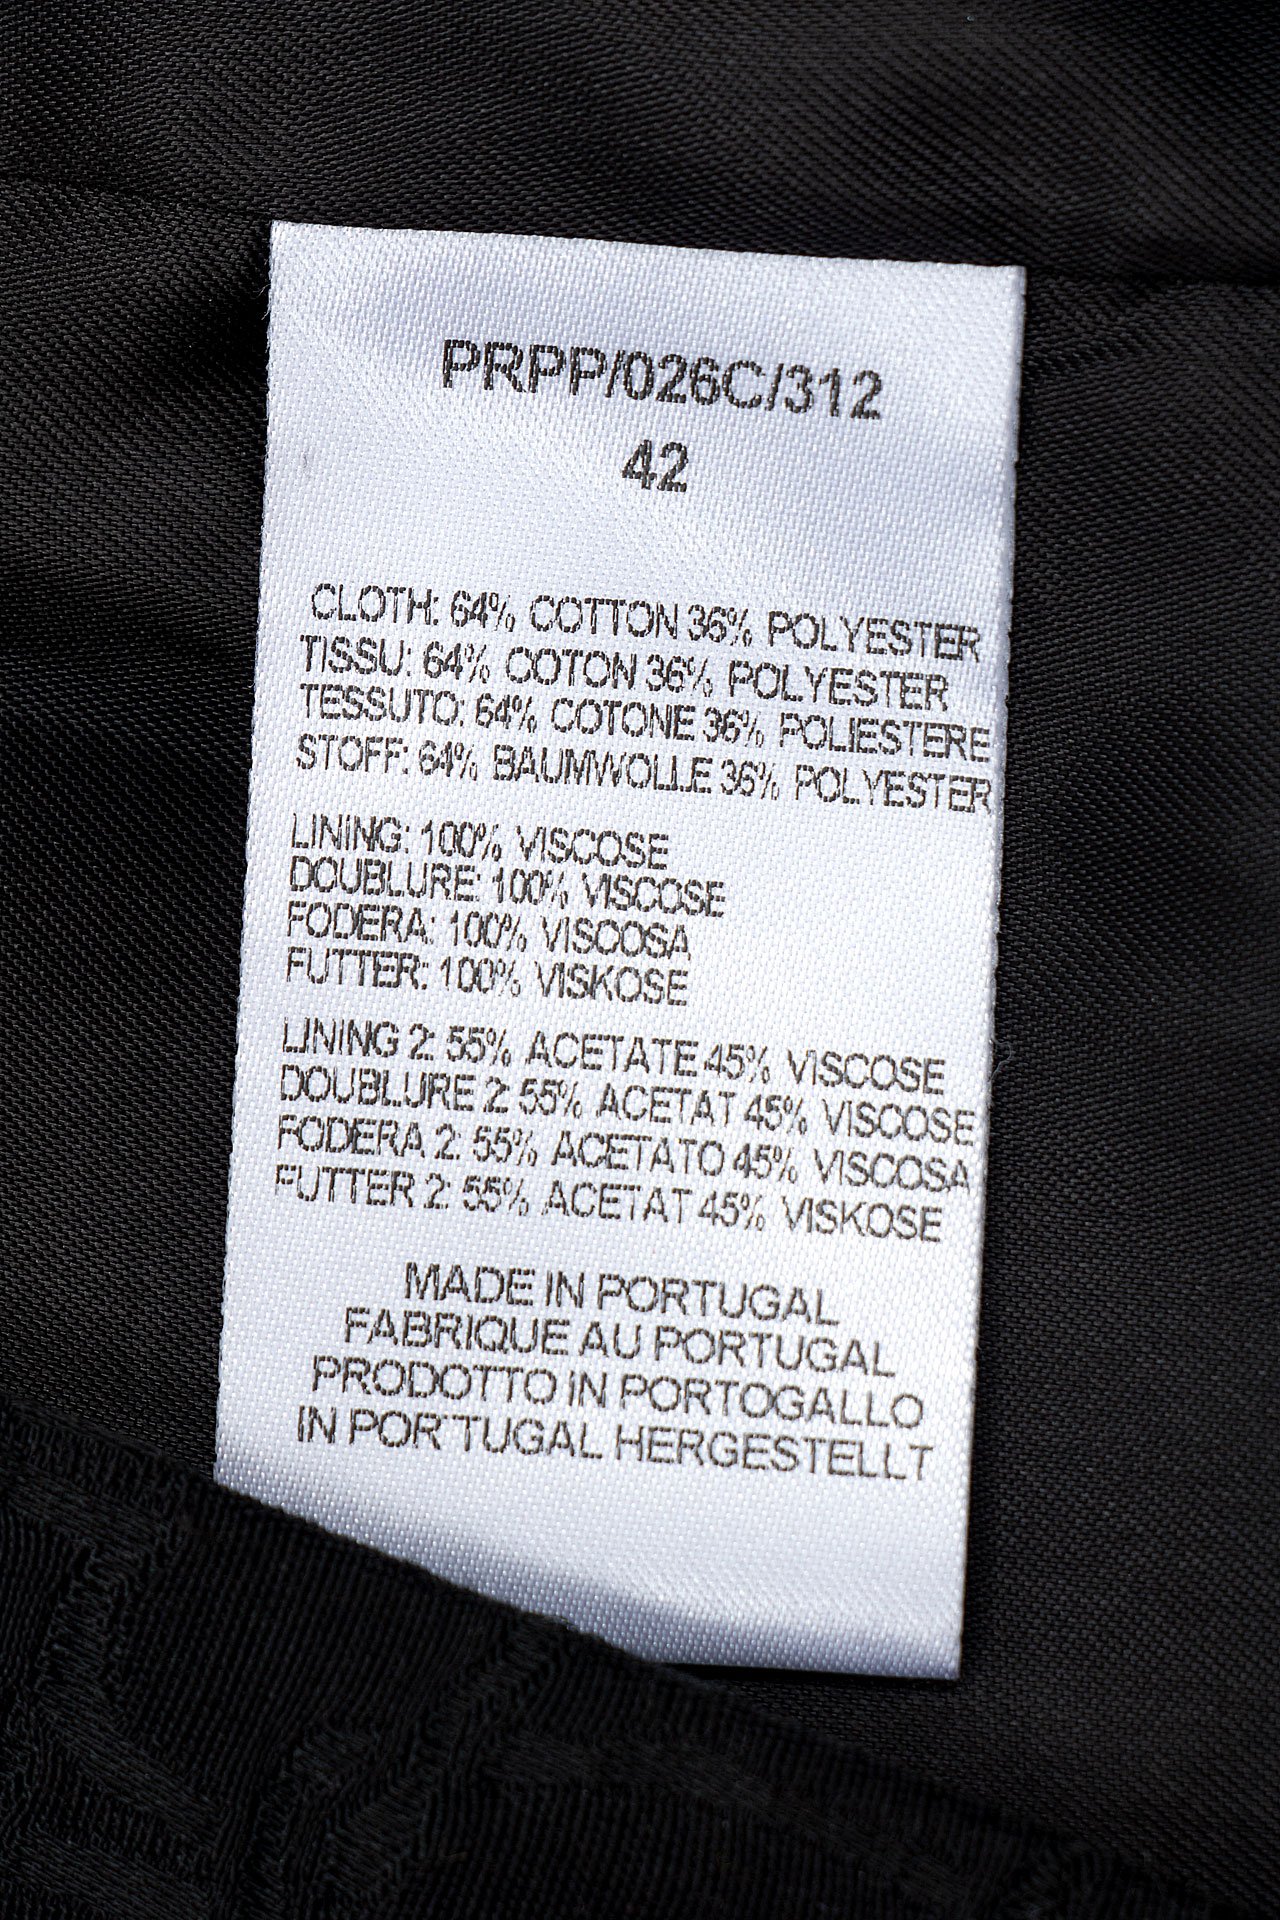 PRPP/026C/312
42
CLOTH: 64% COTTON 36% POLYESTER
TISSU: 64% COTON 36% POLYESTER
TESSUTO: 64% COTONE 36% POLIESTERE
STOFF: 64% BAUMWOLLE 36% POLYESTER
LINING: 100% VISCOSE
DOUBLURE: 100% VISCOSE
FODERA: 100% VISCOSA
FUTTER: 100% VISKOSE
LINING 2: 55% ACETATE 45% VISCOSE
DOUBLURE 2: 55% ACETAT 45% VISCOSE
FODERA 2: 55% ACETATO 45% VISCOSA
FUTTER 2: 55% ACETAT 45% VISKOSE
MADE IN PORTUGAL
FABRIQUE AU PORTUGAL
PRODOTTO IN PORTOGALLO
IN PORTUGAL HERGESTELLT